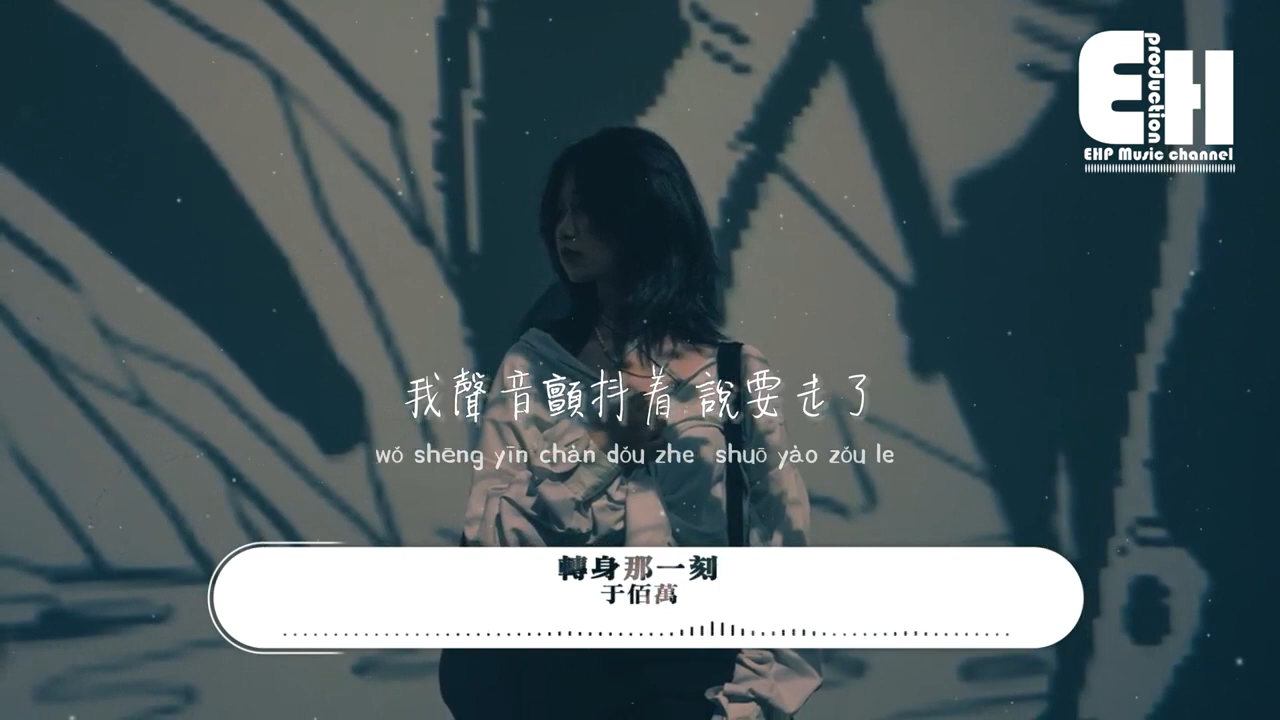 EH
production
EHP Music channel
我聲音顫抖着 說要走了
wǒ shēng yīn chàn dǒu zhe shuō yào zǒu le
轉身那一刻
于佰萬